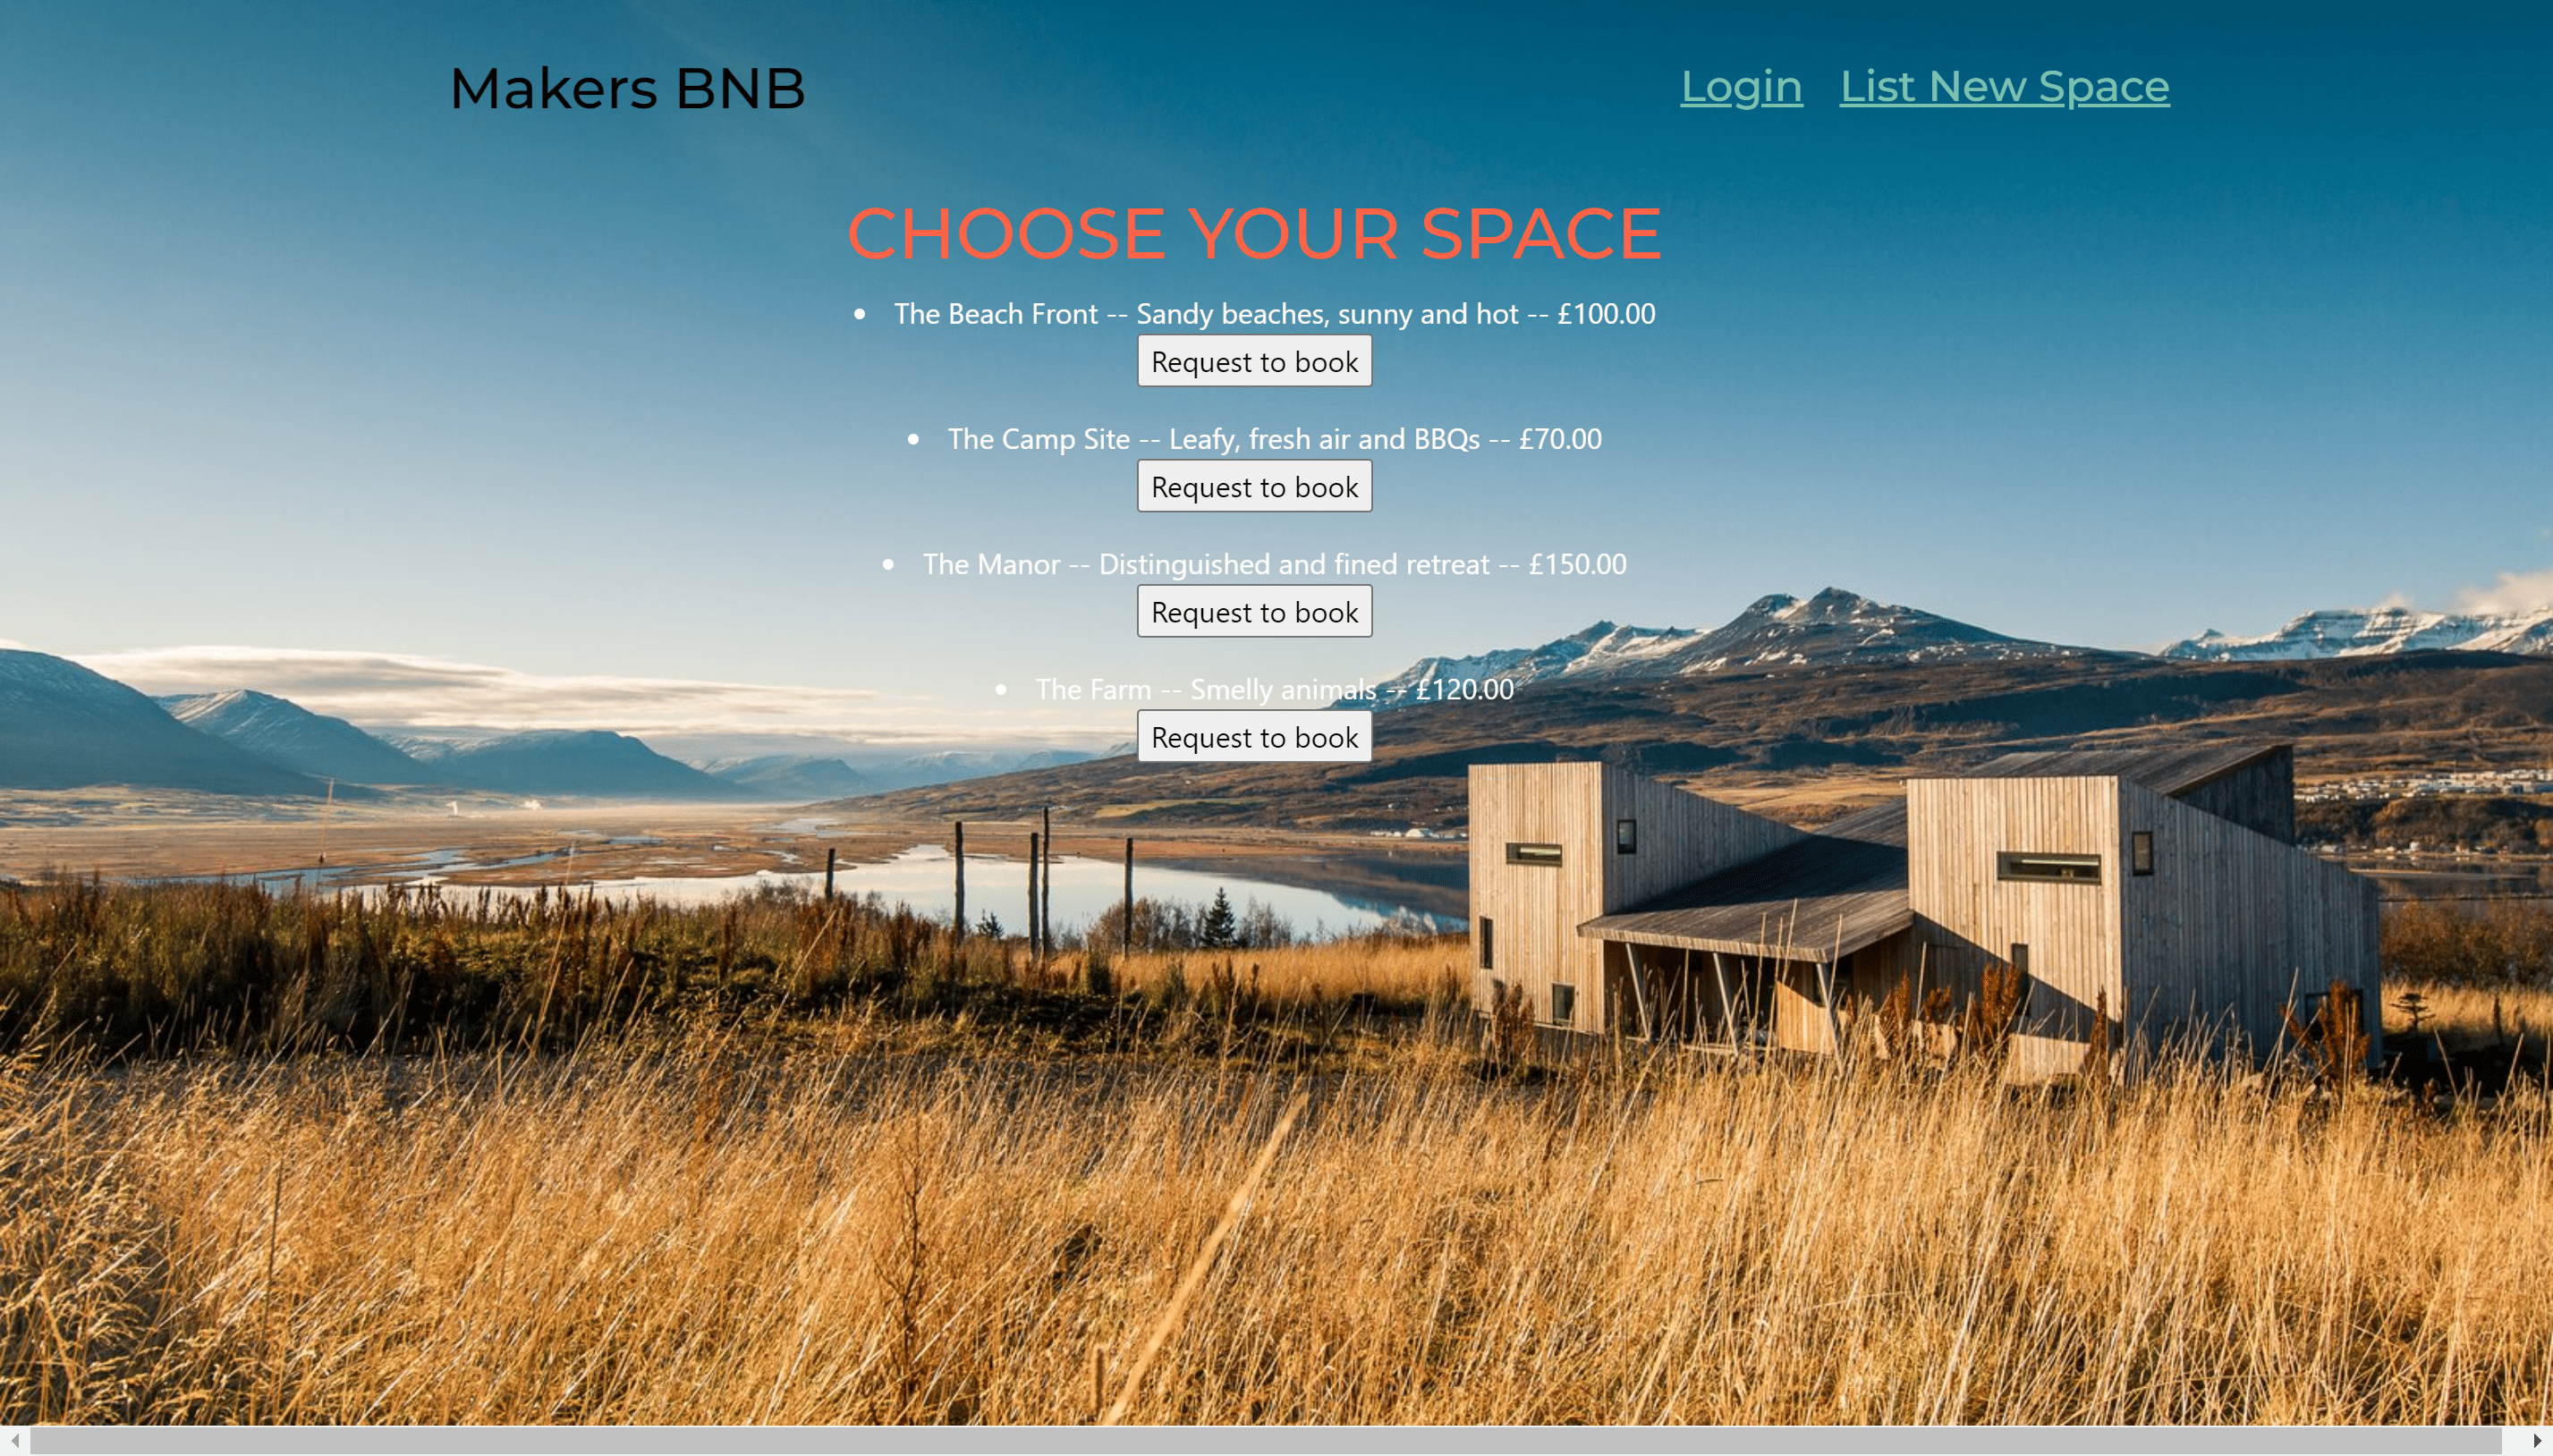 Makers BNB
Login List New Space
CHOOSE YOUR SPACE
• The Beach Front -- Sandy beaches, sunny and hot -- £100.00
Request to book
• The Camp Site -- Leafy, fresh air and BBQs -- £70.00
Request to book
• The Manor -- Distinguished and fined retreat -- £150.00
Request to book
• The Farm -- Smelly animals -- £120.00
Request to book